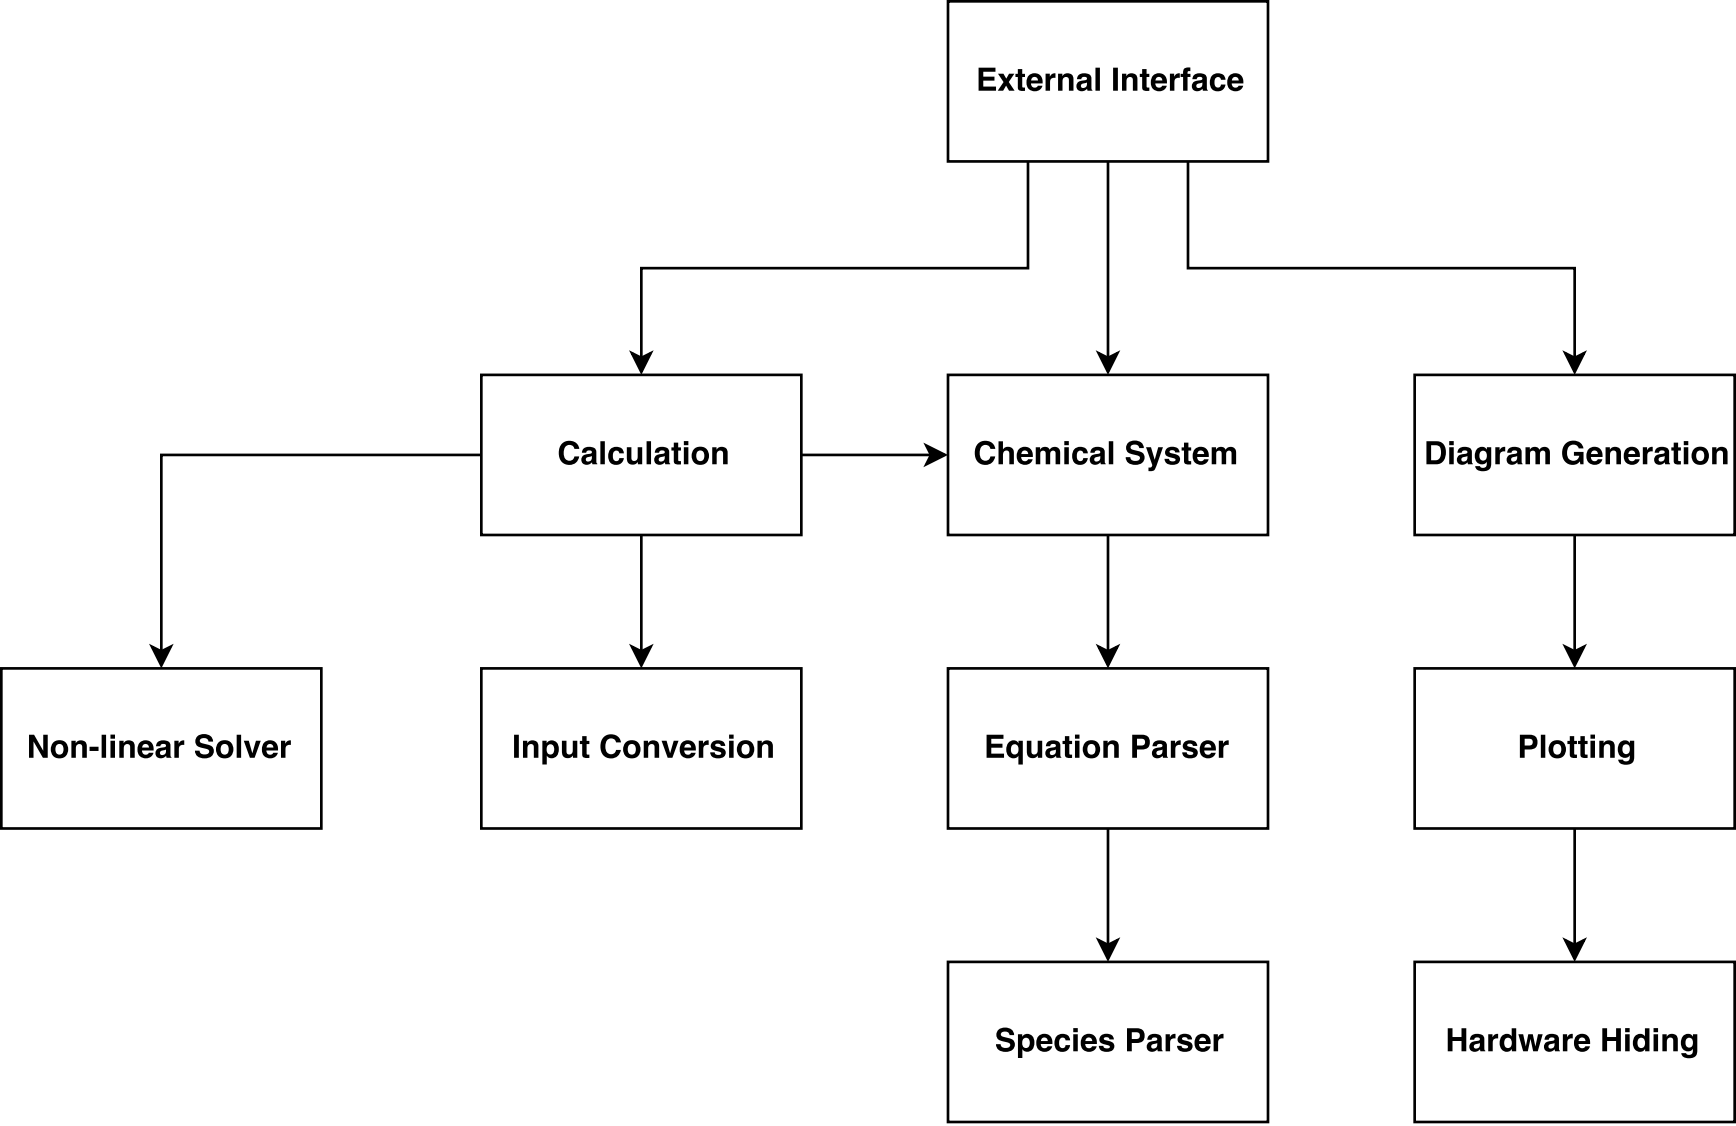 External Interface
Calculation
Chemical System
Diagram Generation
Non-linear Solver
Input Conversion
Equation Parser
Plotting
Species Parser
Hardware Hiding